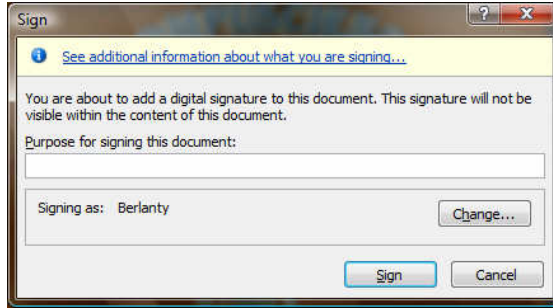 Sign
See additional information about what you are signing...
You are about to add a digital signature to this document. This signature will not be
visible within the content of this document.
Purpose for signing this document:
Signing as: Berlanty
Change...
Sign
Cancel